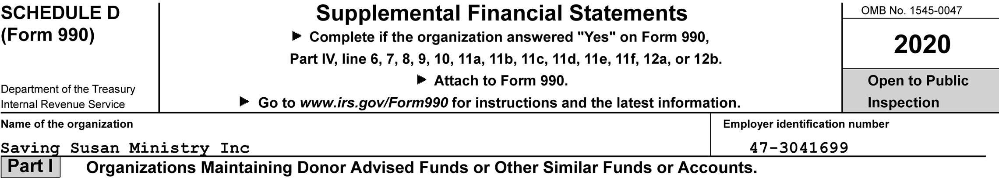 SCHEDULE D
(Form 990)
Department of the Treasury
Internal Revenue Service
Supplemental Financial Statements
▶ Complete if the organization answered "Yes" on Form 990,
Part IV, line 6, 7, 8, 9, 10, 11a, 11b, 11c, 11d, 11e, 11f, 12a, or 12b.
▶ Attach to Form 990.
▶ Go to www.irs.gov/Form990 for instructions and the latest information.
OMB No. 1545-0047
2020
Open to Public
Inspection
Name of the organization
Saving Susan Ministry Inc
Employer identification number
47-3041699
Part I Organizations Maintaining Donor Advised Funds or Other Similar Funds or Accounts.